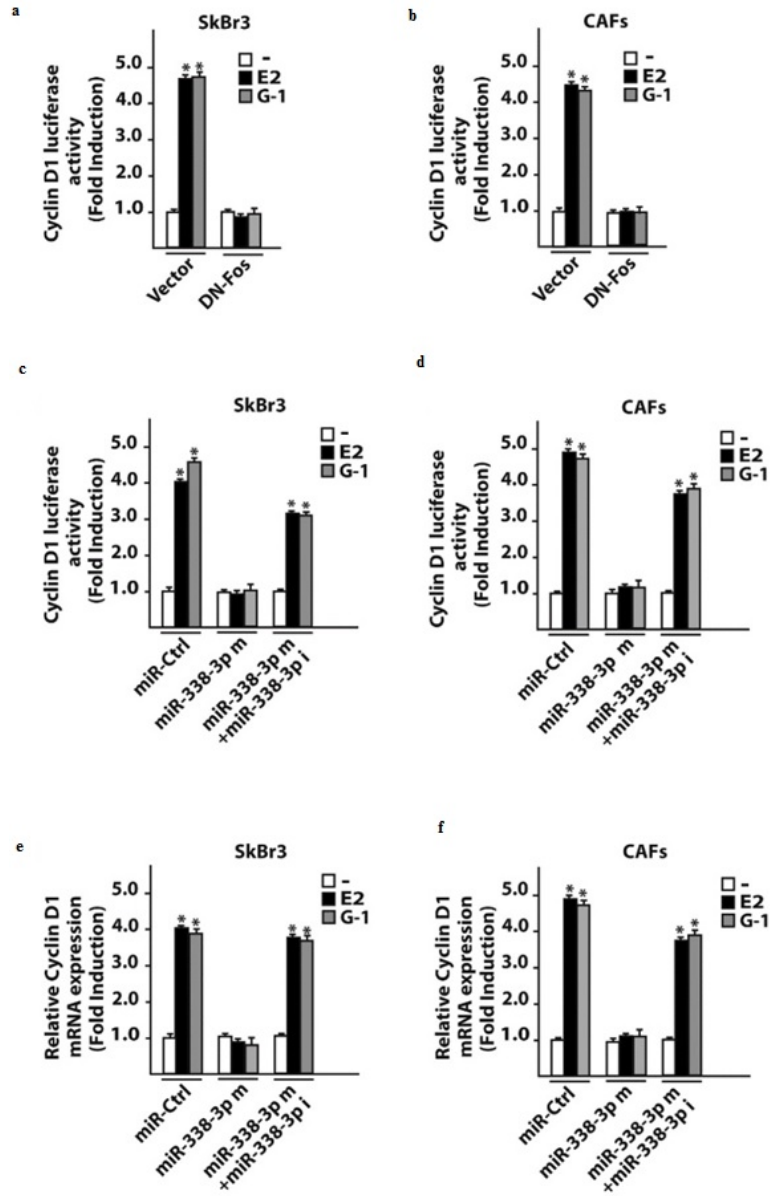 a
SkBr3
Cyclin D1 luciferase
activity
(Fold Induction)
5.0
4.0
3.0
2.0
1.0
* *
-
E2
G-1
Vector
DN-Fos
b
CAFs
Cyclin D1 luciferase
activity
(Fold Induction)
5.0
4.0
3.0
2.0
1.0
* *
-
E2
G-1
Vector
DN-Fos
c
SkBr3
Cyclin D1 luciferase
activity
(Fold Induction)
5.0
4.0
3.0
2.0
1.0
* *
* *
-
E2
G-1
miR-Ctrl
miR-338-3p m
miR-338-3p m
+miR-338-3p i
d
CAFs
Cyclin D1 luciferase
activity
(Fold Induction)
5.0
4.0
3.0
2.0
1.0
* *
* *
-
E2
G-1
miR-Ctrl
miR-338-3p m
miR-338-3p m
+miR-338-3p i
e
SkBr3
Relative Cyclin D1
mRNA expression
(Fold Induction)
5.0
4.0
3.0
2.0
1.0
* *
* *
-
E2
G-1
miR-Ctrl
miR-338-3p m
miR-338-3p m
+miR-338-3p i
f
CAFs
Relative Cyclin D1
mRNA expression
(Fold Induction)
5.0
4.0
3.0
2.0
1.0
* *
* *
-
E2
G-1
miR-Ctrl
miR-338-3p m
miR-338-3p m
+miR-338-3p i